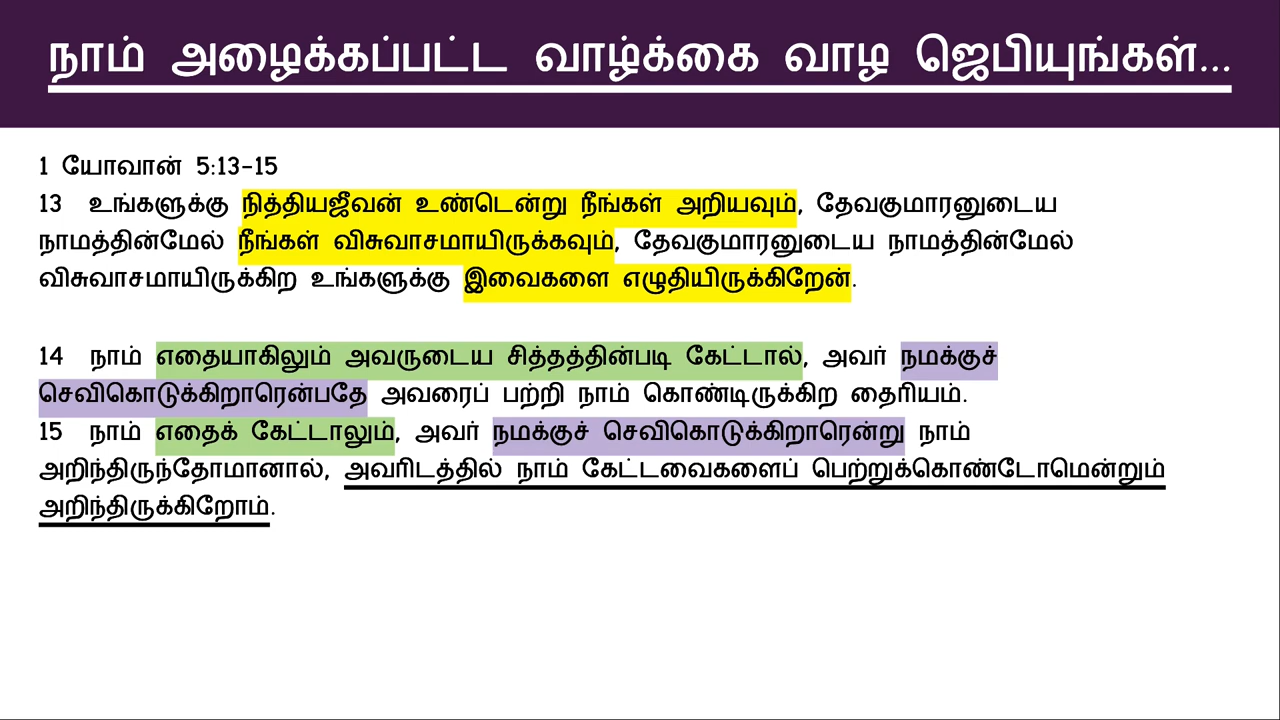 நாம் அழைக்கப்பட்ட வாழ்க்கை வாழ ஜெபியுங்கள்...
1 யோவான் 5:13-15
13 உங்களுக்கு நித்தியஜீவன் உண்டென்று நீங்கள் அறியவும், தேவகுமாரனுடைய
நாமத்தின்மேல் நீங்கள் விசுவாசமாயிருக்கவும், தேவகுமாரனுடைய நாமத்தின்மேல்
விசுவாசமாயிருக்கிற உங்களுக்கு இவைகளை எழுதியிருக்கிறேன்.
14 நாம் எதையாகிலும் அவருடைய சித்தத்தின்படி கேட்டால், அவர் நமக்குச்
செவிகொடுக்கிறாரென்பதே அவரைப் பற்றி நாம் கொண்டிருக்கிற தைரியம்.
15 நாம் எதைக் கேட்டாலும், அவர் நமக்குச் செவிகொடுக்கிறாரென்று நாம்
அறிந்திருந்தோமானால், அவரிடத்தில் நாம் கேட்டவைகளைப் பெற்றுக்கொண்டோமென்றும்
அறிந்திருக்கிறோம்.